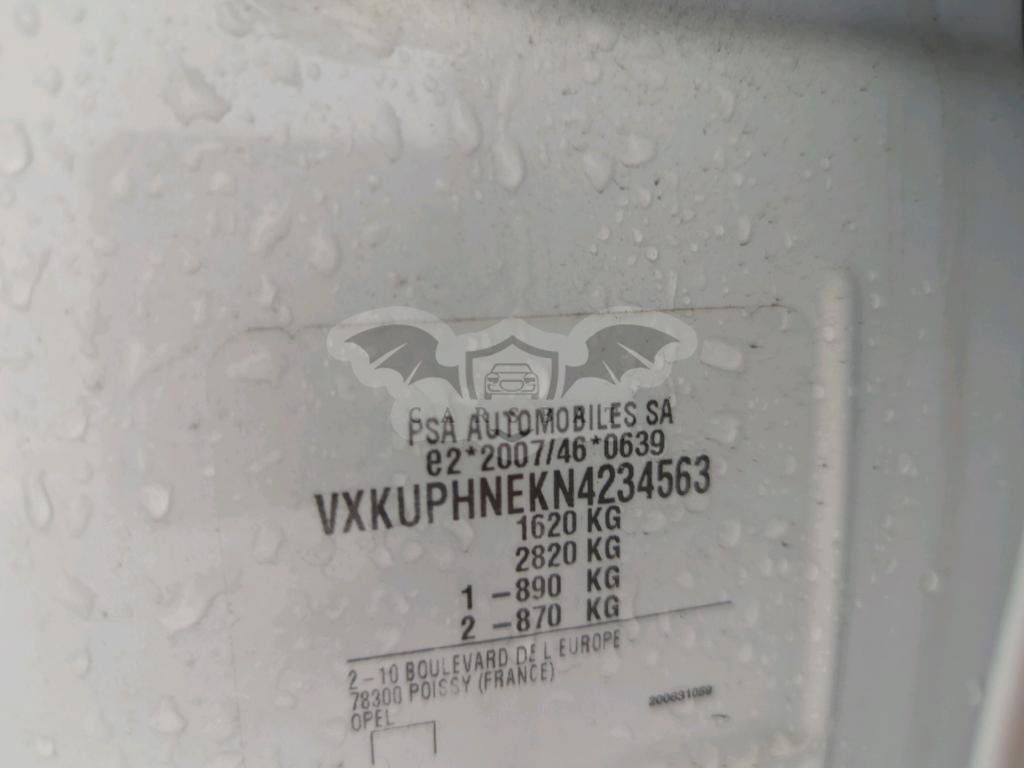 PSA AUTOMOBILES SA
e2*2007/46*0639
VXKUPHNEKN4234563
1620 KG
2820 KG
1 -890 KG
2 -870 KG
2-10 BOULEVARD DE L EUROPE
78300 POISSY (FRANCE)
OPEL